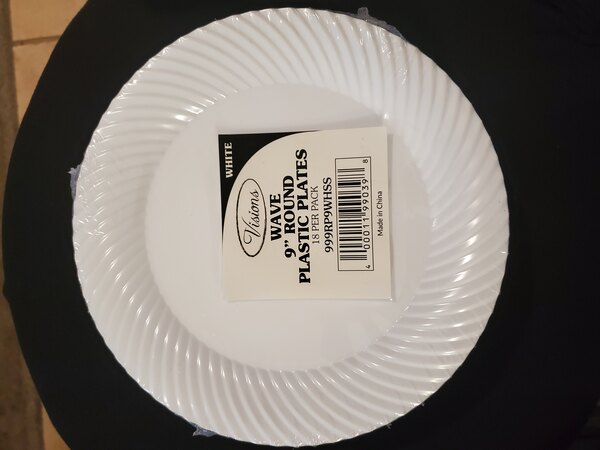 WHITE
Visions
WAVE
9" ROUND
PLASTIC PLATES
18 PER PACK
999RP9WHSS
4 00011 99039 8
Made in China